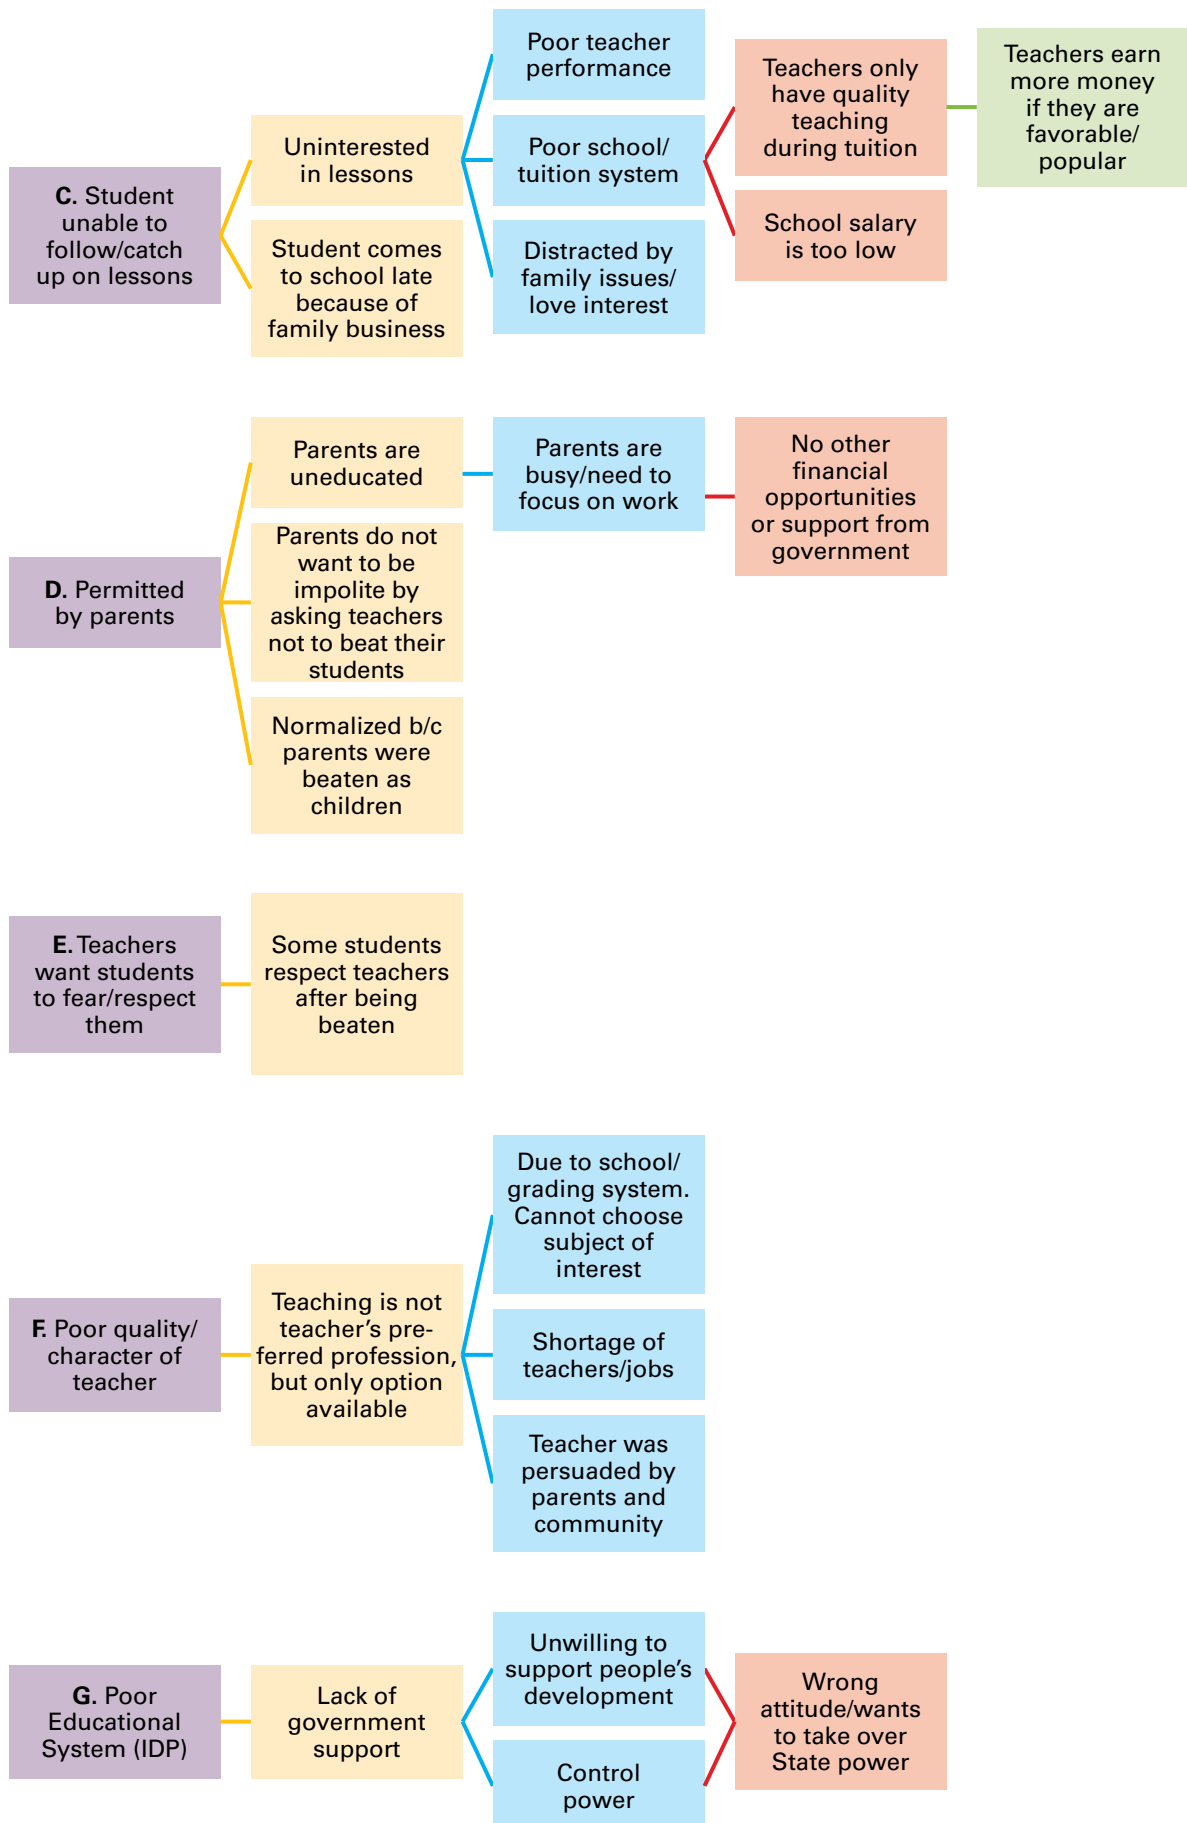 C. Student
unable to
follow/catch
up on lessons
Uninterested
in lessons
Student comes
to school late
because of
family business
Poor teacher
performance
Poor school/
tuition system
Distracted by
family issues/
love interest
Teachers only
have quality
teaching
during tuition
School salary
is too low
Teachers earn
more money
if they are
favorable/
popular
D. Permitted
by parents
Parents are
uneducated
Parents do not
want to be
impolite by
asking teachers
not to beat their
students
Normalized b/c
parents were
beaten as
children
Parents are
busy/need to
focus on work
No other
financial
opportunities
or support from
government
E. Teachers
want students
to fear/respect
them
Some students
respect teachers
after being
beaten
F. Poor quality/
character of
teacher
Teaching is not
teacher’s pre-
ferred profession,
but only option
available
Due to school/
grading system.
Cannot choose
subject of
interest
Shortage of
teachers/jobs
Teacher was
persuaded by
parents and
community
G. Poor
Educational
System (IDP)
Lack of
government
support
Unwilling to
support people’s
development
Control
power
Wrong
attitude/wants
to take over
State power